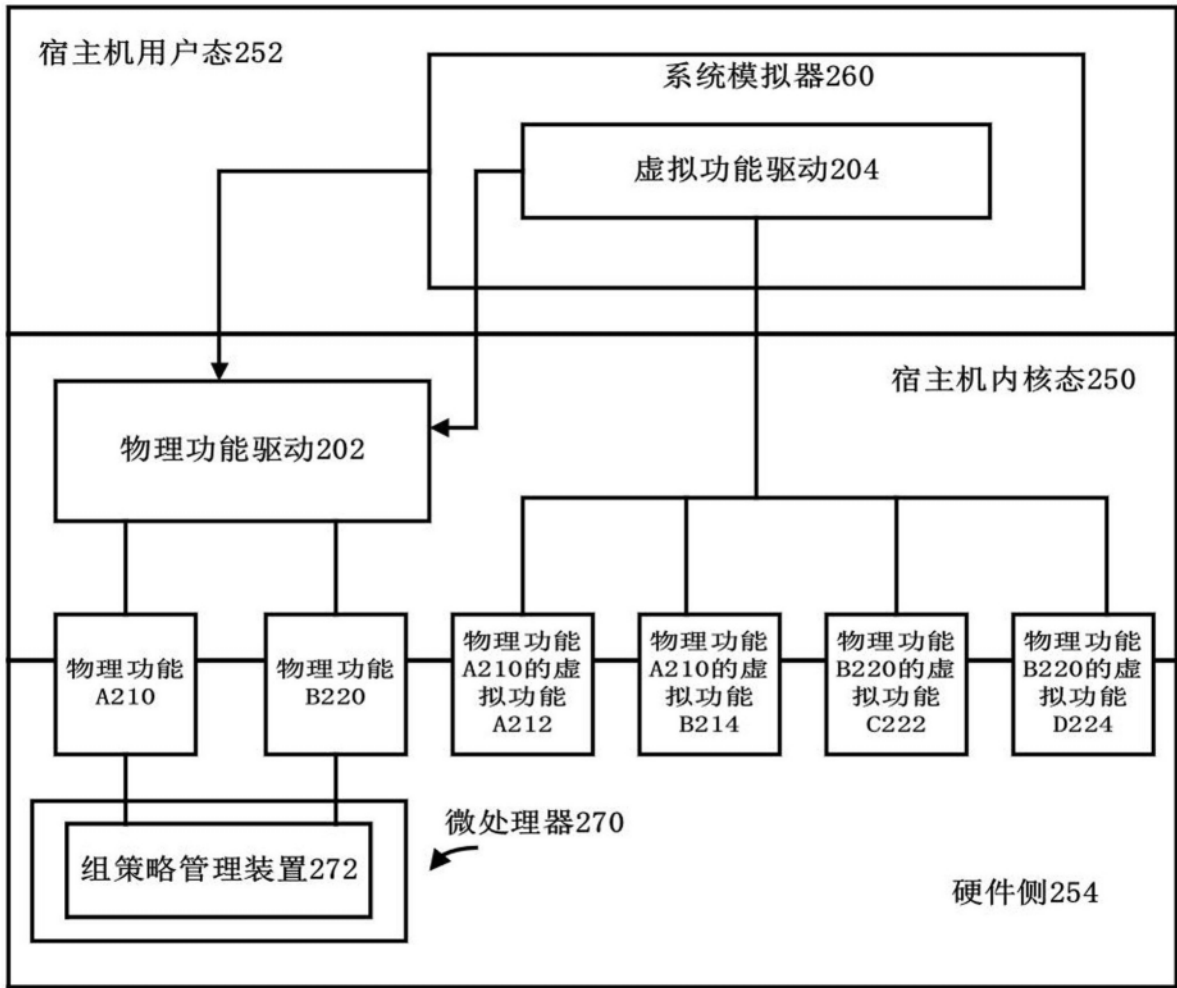 宿主机用户态252
系统模拟器260
虚拟功能驱动204
宿主机内核态250
物理功能驱动202
物理功能
A210
物理功能
B220
物理功能
A210的虚
拟功能
A212
物理功能
A210的虚
拟功能
B214
物理功能
B220的虚
拟功能
C222
物理功能
B220的虚
拟功能
D224
微处理器270
组策略管理装置272
硬件侧254